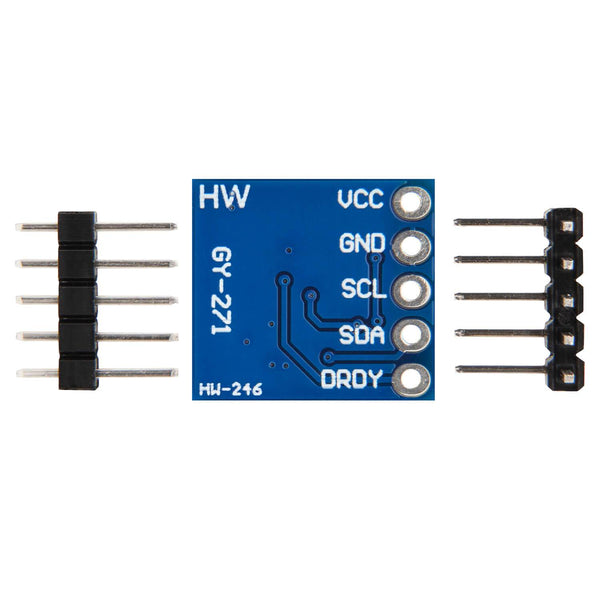 HW
VCC
GND
SCL
SDA
DRDY
GY-271
HW-246